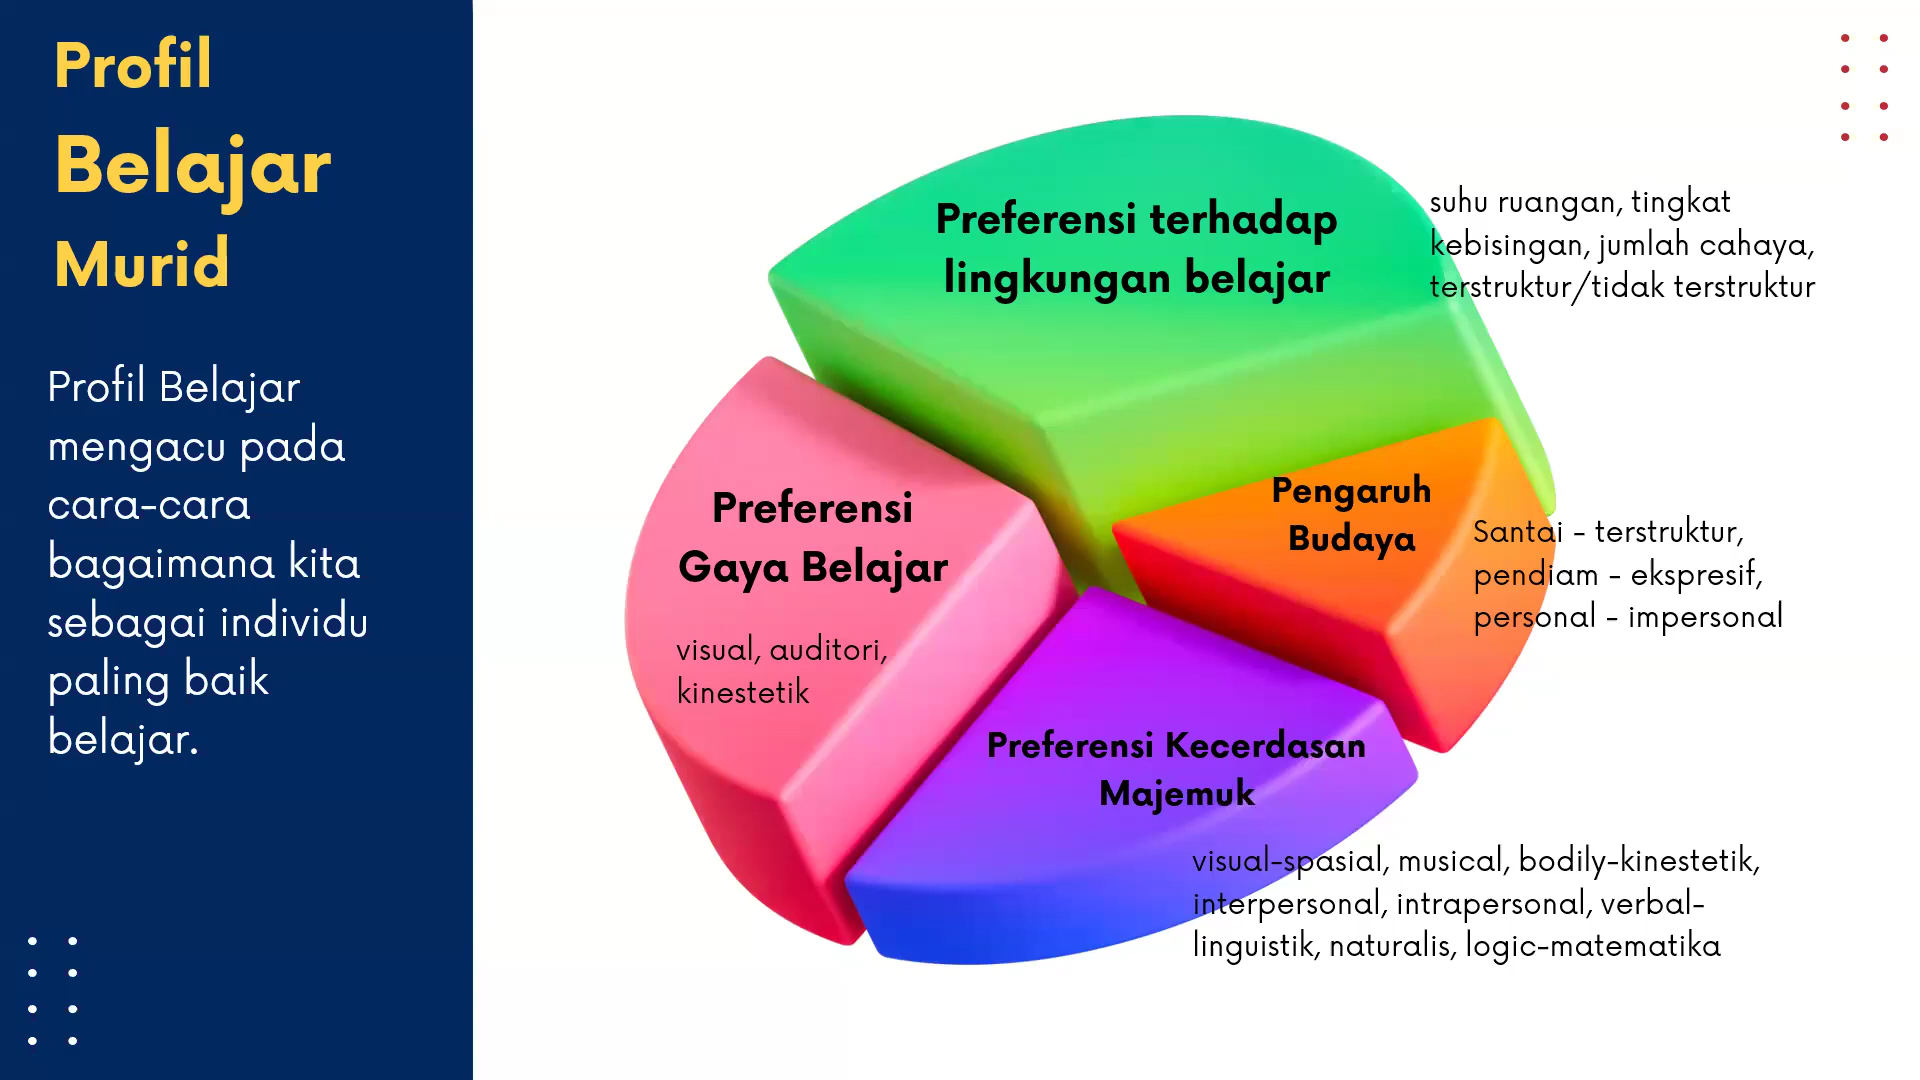 Profil
Belajar
Murid
Profil Belajar
mengacu pada
cara-cara
bagaimana kita
sebagai individu
paling baik
belajar.
Preferensi terhadap
lingkungan belajar
suhu ruangan, tingkat
kebisingan, jumlah cahaya,
terstruktur/tidak terstruktur
Preferensi
Gaya Belajar
visual, auditori,
kinestetik
Pengaruh
Budaya
Santai - terstruktur,
pendiam - ekspresif,
personal - impersonal
Preferensi Kecerdasan
Majemuk
visual-spasial, musical, bodily-kinestetik,
interpersonal, intrapersonal, verbal-
linguistik, naturalis, logic-matematika